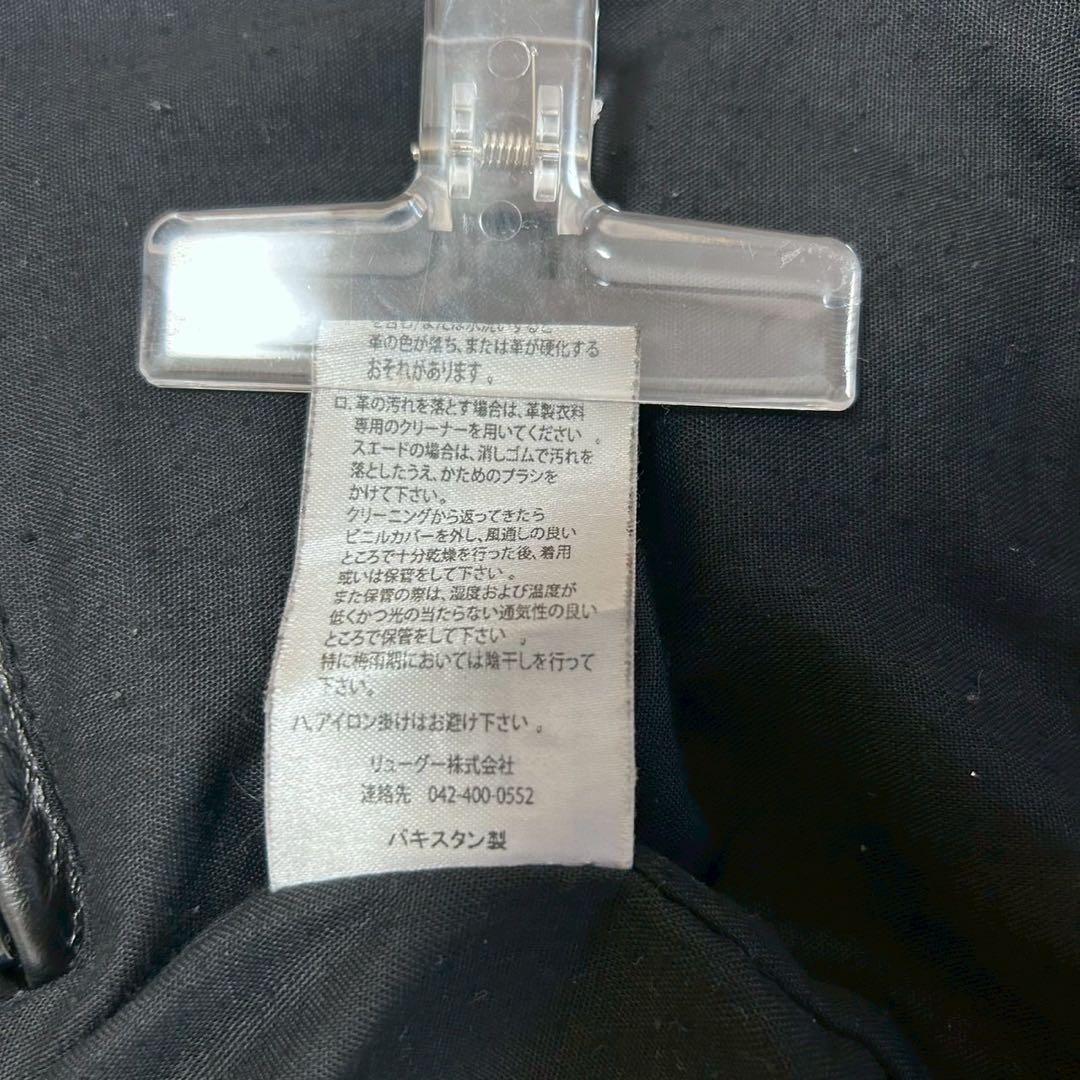 を含む/または水洗いすると
革の色が落ち、または革が硬化する
おそれがあります。
ロ.革の汚れを落とす場合は、革製衣料
専用のクリーナーを用いてください 。
スエードの場合は、消しゴムで汚れを
落としたうえ、かためのブラシを
かけて下さい。
クリーニングから返ってきたら
ビニルカバーを外し、風通しの良い
ところで十分乾燥を行った後、着用
或いは保管をして下さい 。
また保管の際は、湿度および温度が
低くかつ光の当たらない通気性の良い
ところで保管をして下さい 。
特に梅雨期においては陰干しを行って
下さい。
ハ.アイロン掛けはお避け下さい 。
リューグー株式会社
連絡先 042-400-0552
パキスタン製